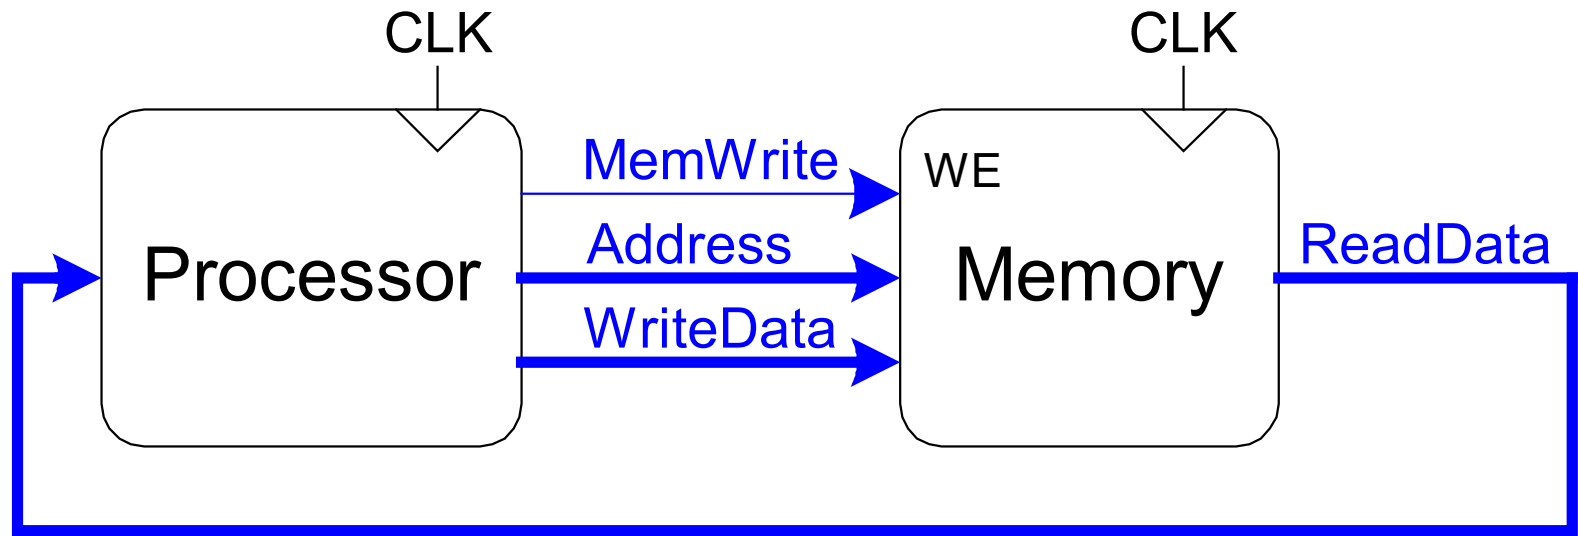 CLK
CLK
MemWrite
WE
Address
Processor
Memory
ReadData
WriteData